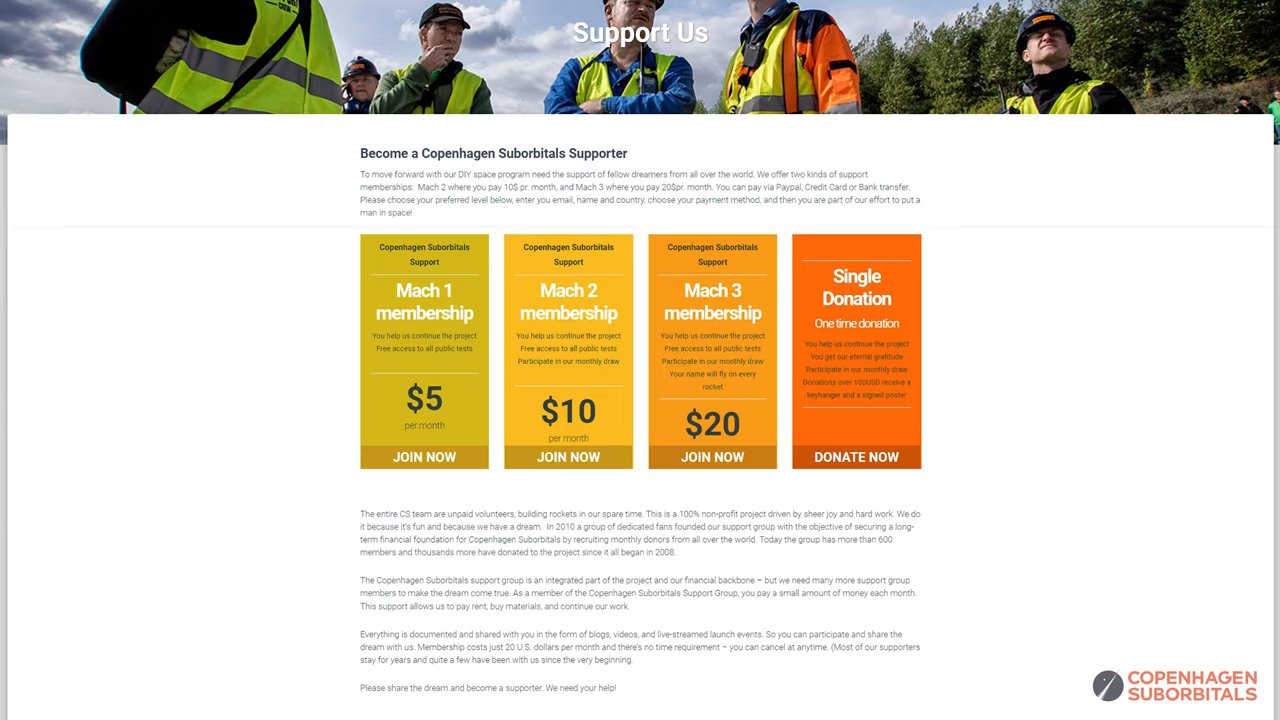 Support Us
Become a Copenhagen Suborbitals Supporter
To move forward with our DIY space program need the support of fellow dreamers from all over the world. We offer two kinds of support
memberships: Mach 2 where you pay 10$ pr. month, and Mach 3 where you pay 20$pr. month. You can pay via Paypal, Credit Card or Bank transfer.
Please choose your preferred level below, enter you email, name and country, choose your payment method, and then you are part of our effort to put a
man in space!
Copenhagen Suborbitals
Support
Mach 1
membership
You help us continue the project
Free access to all public tests
$5
per month
JOIN NOW
Copenhagen Suborbitals
Support
Mach 2
membership
You help us continue the project
Free access to all public tests
Participate in our monthly draw
$10
per month
JOIN NOW
Copenhagen Suborbitals
Support
Mach 3
membership
You help us continue the project
Free access to all public tests
Participate in our monthly draw
Your name will fly on every
rocket
$20
JOIN NOW
Single
Donation
One time donation
You help us continue the project
You get our eternal gratitude
Participate in our monthly draw
Donations over 100USD receive a
keyhanger and a signed poster
DONATE NOW
The entire CS team are unpaid volunteers, building rockets in our spare time. This is a 100% non-profit project driven by sheer joy and hard work. We do
it because it's fun and because we have a dream. In 2010 a group of dedicated fans founded our support group with the objective of securing a long-
term financial foundation for Copenhagen Suborbitals by recruiting monthly donors from all over the world. Today the group has more than 600
members and thousands more have donated to the project since it all began in 2008.
The Copenhagen Suborbitals support group is an integrated part of the project and our financial backbone – but we need many more support group
members to make the dream come true. As a member of the Copenhagen Suborbitals Support Group, you pay a small amount of money each month.
This support allows us to pay rent, buy materials, and continue our work.
Everything is documented and shared with you in the form of blogs, videos, and live-streamed launch events. So you can participate and share the
dream with us. Membership costs just 20 U.S. dollars per month and there's no time requirement – you can cancel at anytime. (Most of our supporters
stay for years and quite a few have been with us since the very beginning.
Please share the dream and become a supporter. We need your help!
COPENHAGEN
SUBORBITALS